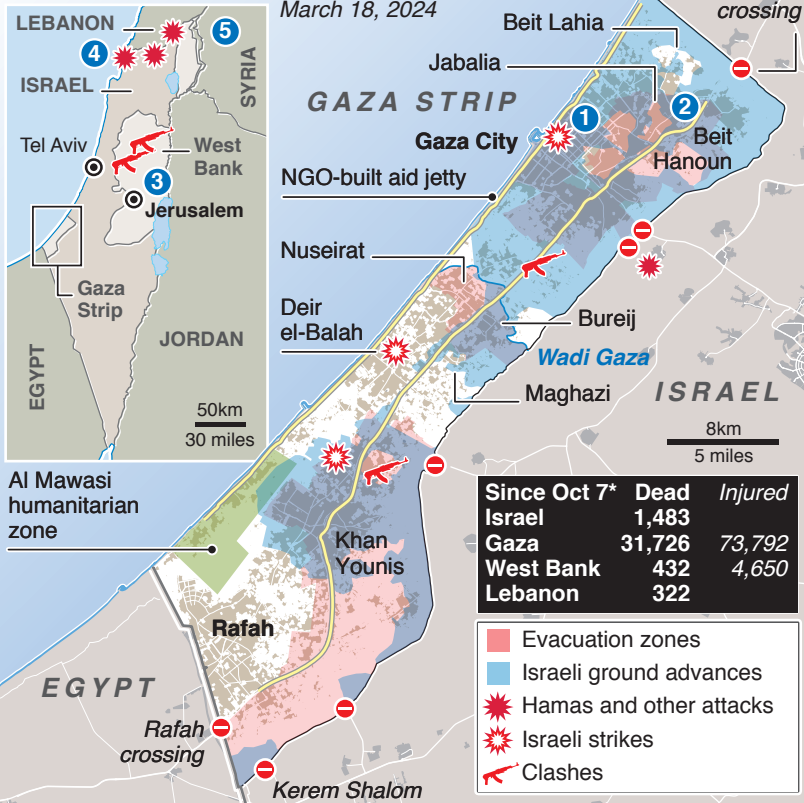 March 18, 2024
crossing
LEBANON
4
5
ISRAEL
SYRIA
Tel Aviv
West
Bank
3
Jerusalem
Gaza
Strip
JORDAN
EGYPT
50km
30 miles
Beit Lahia
Jabalia
GAZA STRIP
1
2
Gaza City
Beit
Hanoun
NGO-built aid jetty
Nuseirat
Deir
el-Balah
Bureij
Wadi Gaza
Maghazi
ISRAEL
8km
5 miles
Al Mawasi
humanitarian
zone
Khan
Younis
Rafah
EGYPT
Rafah
crossing
Kerem Shalom
Since Oct 7* Dead Injured
Israel 1,483
Gaza 31,726 73,792
West Bank 432 4,650
Lebanon 322
Evacuation zones
Israeli ground advances
Hamas and other attacks
Israeli strikes
Clashes